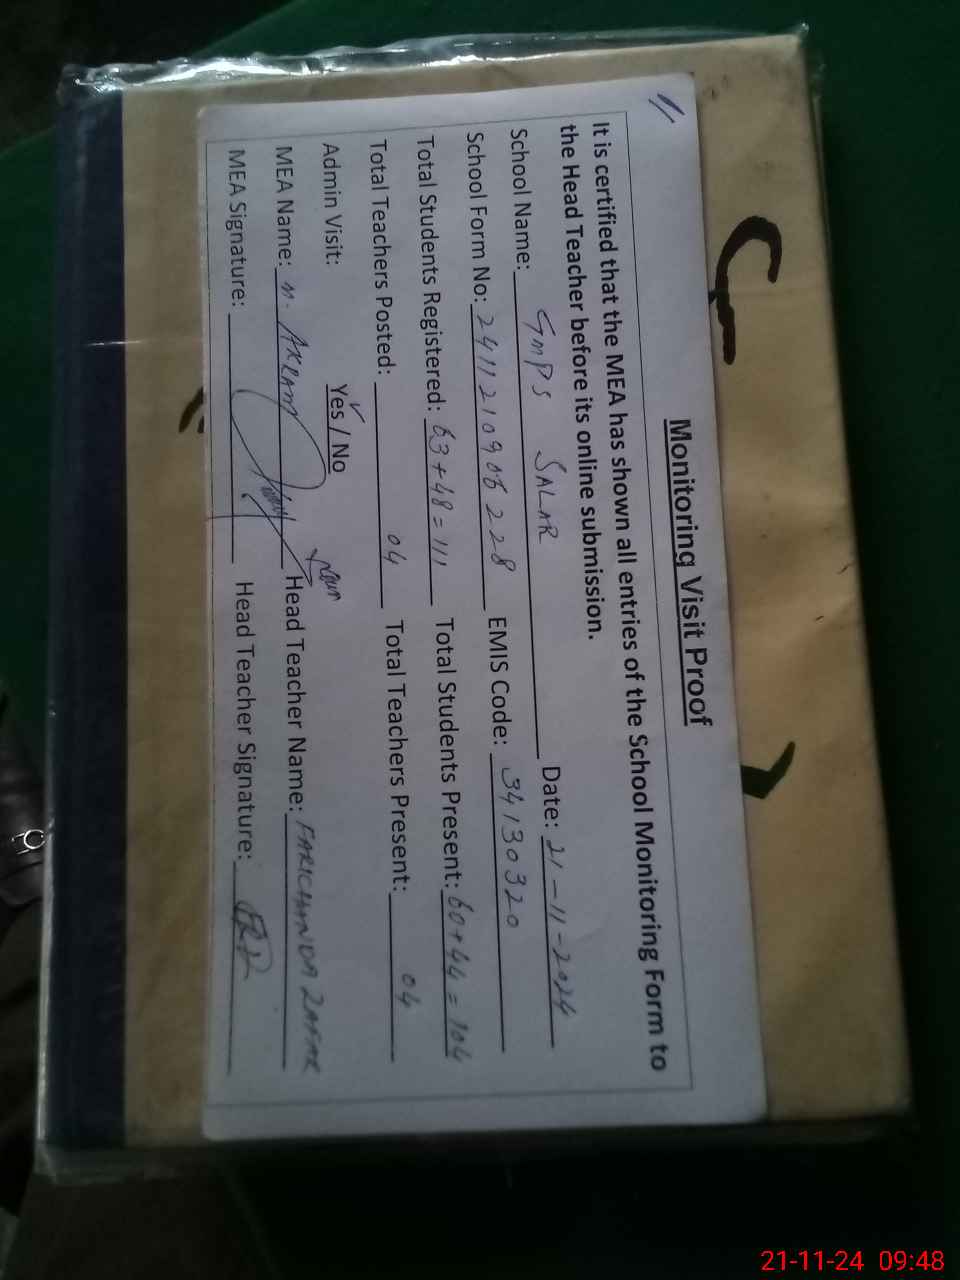 Monitoring Visit Proof
It is certified that the MEA has shown all entries of the School Monitoring Form to
the Head Teacher before its online submission.
School Name: GMPS SALAR Date: 21-11-2024
School Form No: 2411210906228 EMIS Code: 34130320
Total Students Registered: 63+48=111 Total Students Present: 60+44=104
Total Teachers Posted: 04 Total Teachers Present: 04
Admin Visit: Yes / No
MEA Name: M. AKRAM Head Teacher Name: ZAFAR
MEA Signature: Head Teacher Signature:
21-11-24 09:48